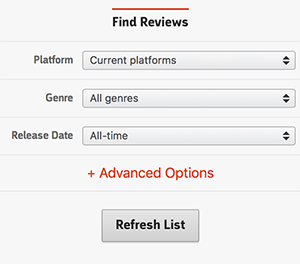 Find Reviews
Platform Current platforms
Genre All genres
Release Date All-time
+ Advanced Options
Refresh List